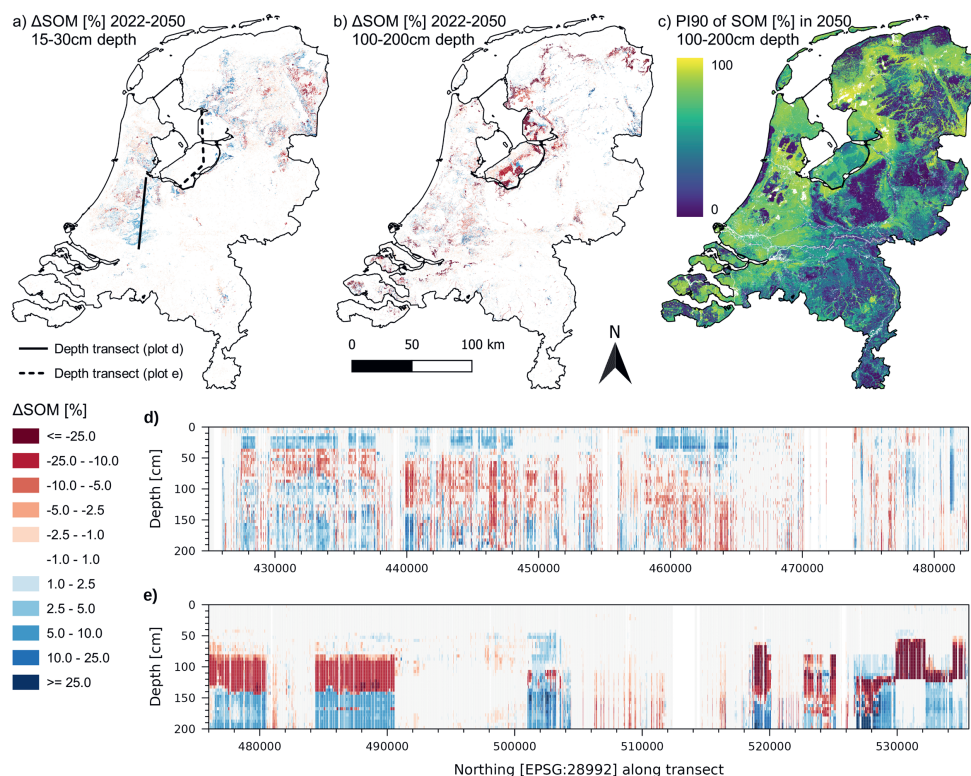 a) ΔSOM [%] 2022-2050
15-30cm depth
b) ΔSOM [%] 2022-2050
100-200cm depth
c) PI90 of SOM [%] in 2050
100-200cm depth
100
0
Depth transect (plot d)
Depth transect (plot e)
0 50 100 km
N
ΔSOM [%]
<= -25.0
-25.0 - -10.0
-10.0 - -5.0
-5.0 - -2.5
-2.5 - -1.0
-1.0 - 1.0
1.0 - 2.5
2.5 - 5.0
5.0 - 10.0
10.0 - 25.0
>= 25.0
d)
Depth [cm]
0
50
100
150
200
430000 440000 450000 460000 470000 480000
e)
Depth [cm]
0
50
100
150
200
480000 490000 500000 510000 520000 530000
Northing [EPSG:28992] along transect